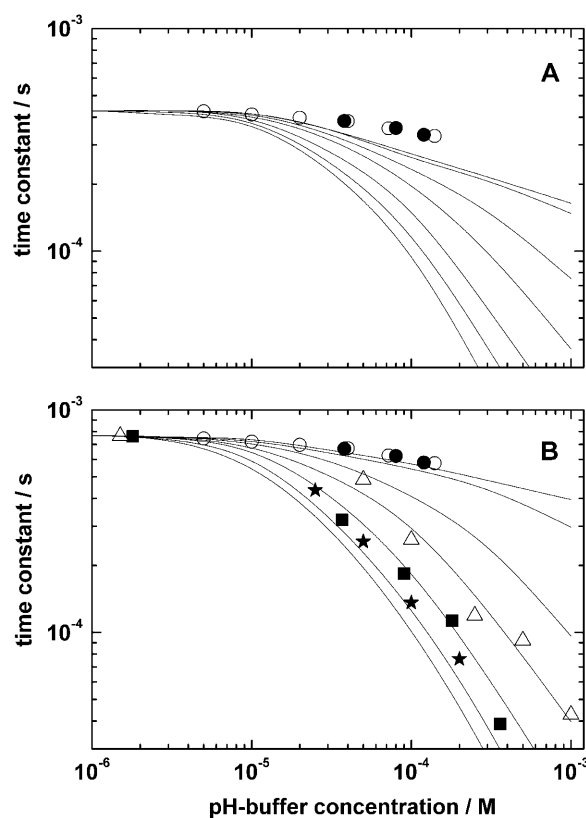 10⁻³
A
time constant / s
10⁻⁴
10⁻³
B
time constant / s
10⁻⁴
10⁻⁶ 10⁻⁵ 10⁻⁴ 10⁻³
pH-buffer concentration / M